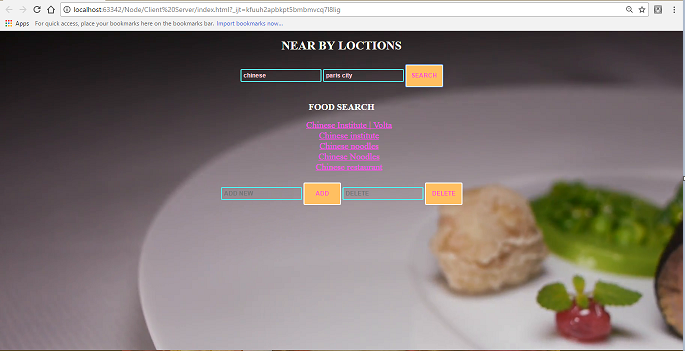 localhost:63342/Node/Client%20Server/index.html?_ijt=kfuuh2apbkpt5bmbmvcq7l8lig
Apps For quick access, place your bookmarks here on the bookmarks bar. Import bookmarks now...
NEAR BY LOCTIONS
chinese paris city SEARCH
FOOD SEARCH
Chinese Institute | Volta
Chinese institute
Chinese noodles
Chinese Noodles
Chinese restaurant
ADD NEW ADD DELETE DELETE